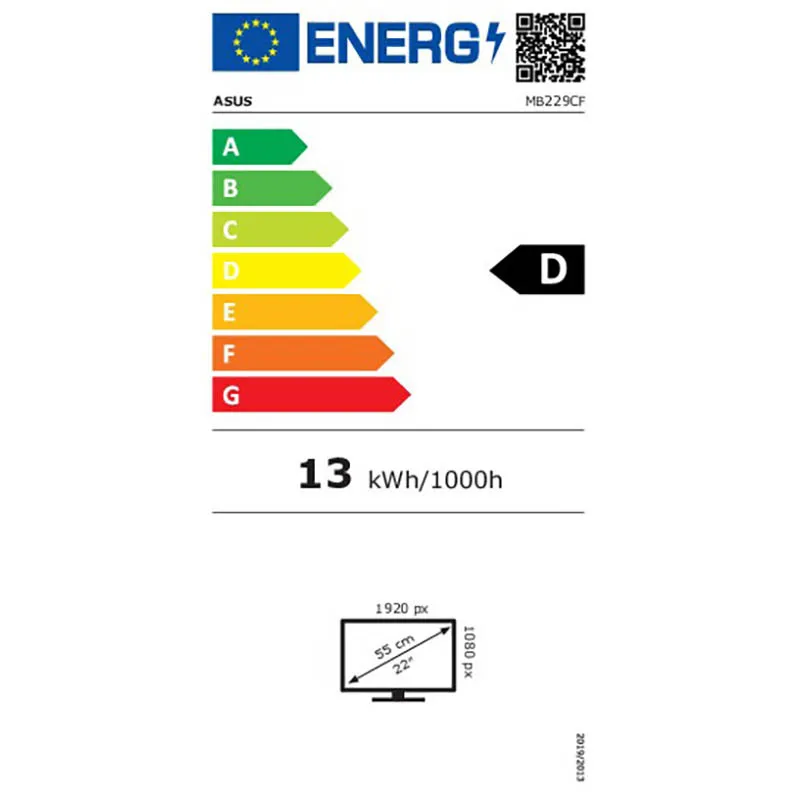 ENERG
ASUS MB229CF
A
B
C
D
D
E
F
G
13 kWh/1000h
1920 px
1080 px
55 cm
22"
2019/2013